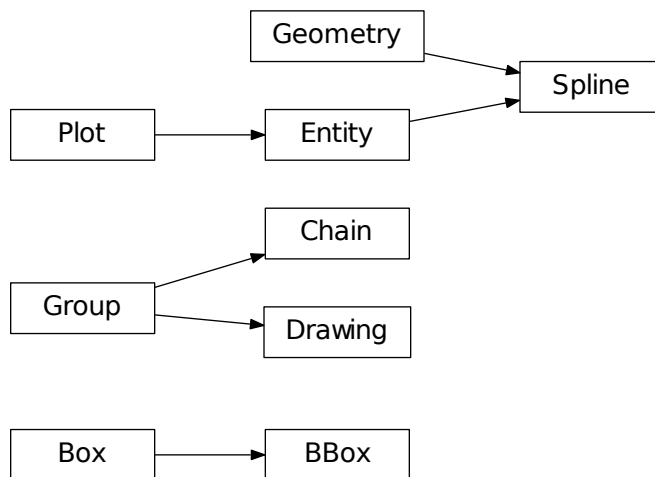 Geometry
Spline
Plot
Entity
Chain
Group
Drawing
Box
BBox